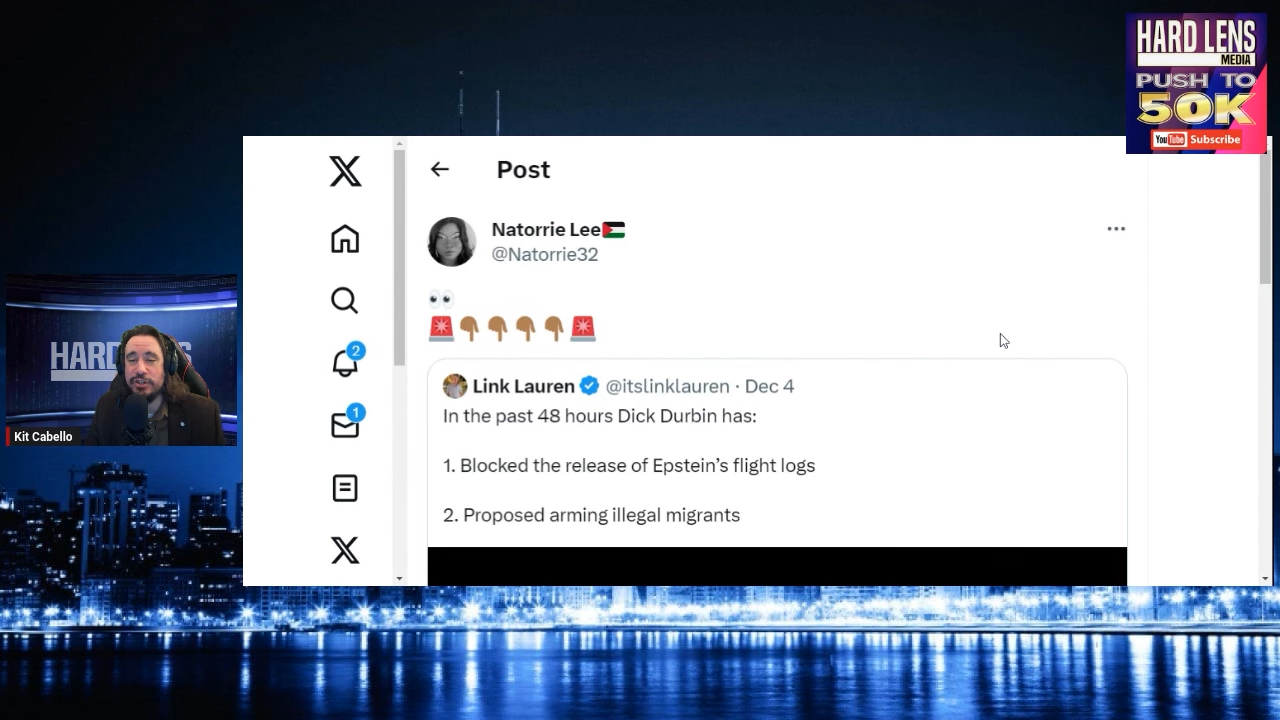 HARD LENS
MEDIA
PUSH TO
50K
YouTube Subscribe
Post
Natorrie Lee🇵🇸
@Natorrie32
👀
🚨👇🏾👇🏾👇🏾👇🏾🚨
Link Lauren @itslinklauren · Dec 4
In the past 48 hours Dick Durbin has:
1. Blocked the release of Epstein’s flight logs
2. Proposed arming illegal migrants
2
1
HARD
S
Kit Cabello